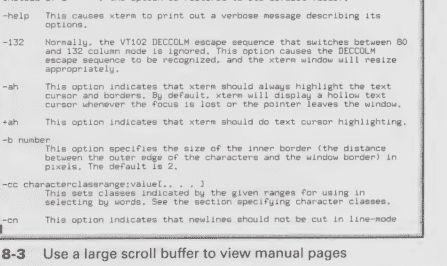 -help This causes xterm to print out a verbose message describing its
options.
-132 Normally, the VT102 DECCOLM escape sequence that switches between 80
and 132 column mode is ignored. This option causes the DECCOLM
escape sequence to be recognized, and the xterm window will resize
appropriately.
-ah This option indicates that xterm should always highlight the text
cursor and borders. By default, xterm will display a hollow text
cursor whenever the focus is lost or the pointer leaves the window.
+ah This option indicates that xterm should do text cursor highlighting.
-b number
This option specifies the size of the inner border (the distance
between the outer edge of the characters and the window border) in
pixels. The default is 2.
-cc characterclassrange:value[,. . . ]
This sets classes indicated by the given ranges for using in
selecting by words. See the section specifying character classes.
-cn This option indicates that newlines should not be cut in line-mode
8-3 Use a large scroll buffer to view manual pages